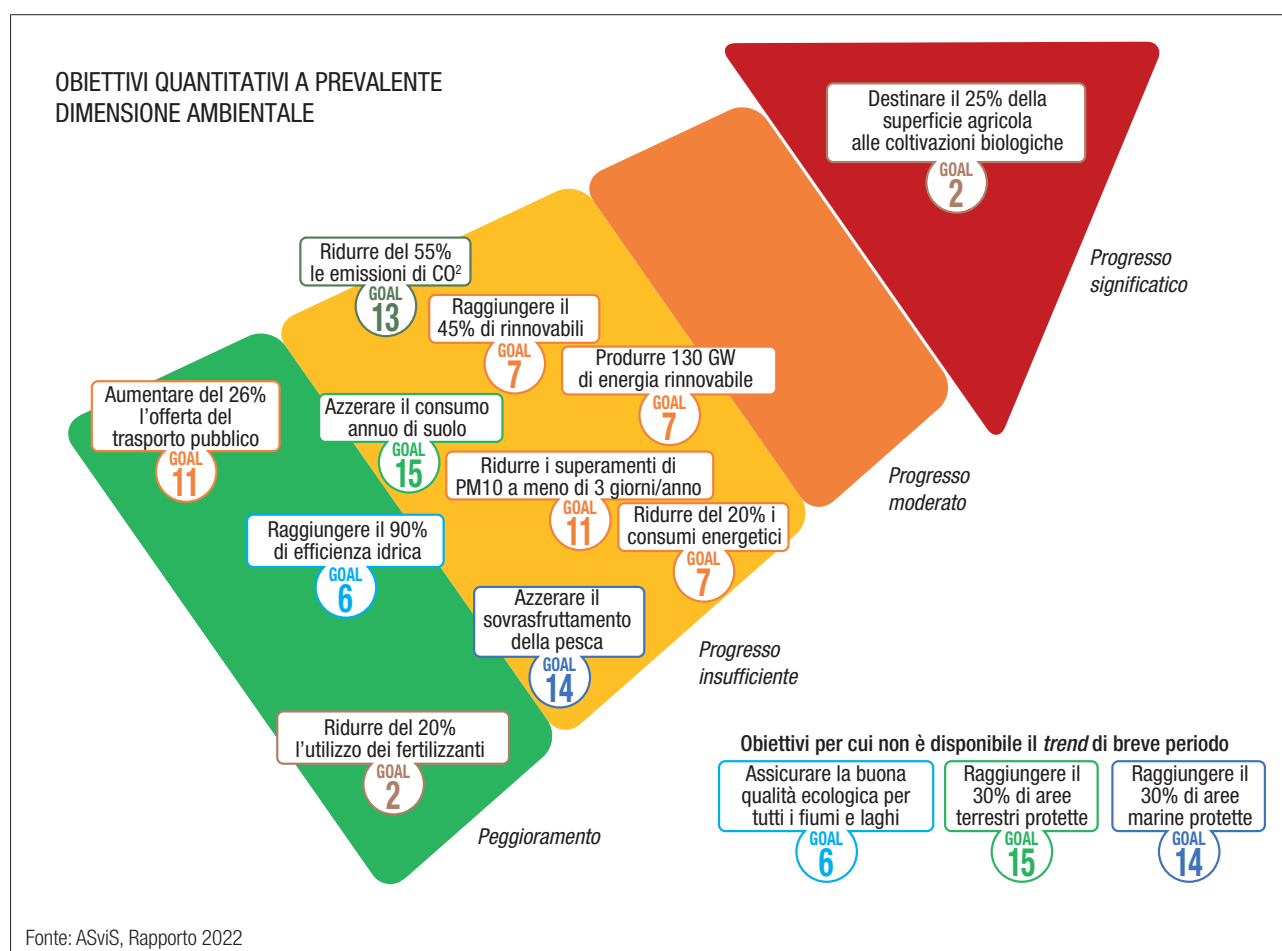 OBIETTIVI QUANTITATIVI A PREVALENTE
DIMENSIONE AMBIENTALE
Destinare il 25% della
superficie agricola
alle coltivazioni biologiche
GOAL
2
Progresso
significatico
Ridurre del 55%
le emissioni di CO²
GOAL
13
Raggiungere il
45% di rinnovabili
GOAL
7
Produrre 130 GW
di energia rinnovabile
GOAL
7
Aumentare del 26%
l’offerta del
trasporto pubblico
GOAL
11
Azzerare il consumo
annuo di suolo
GOAL
15
Ridurre i superamenti di
PM10 a meno di 3 giorni/anno
GOAL
11
Progresso
moderato
Ridurre del 20% i
consumi energetici
GOAL
7
Raggiungere il 90%
di efficienza idrica
GOAL
6
Azzerare il
sovrasfruttamento
della pesca
GOAL
14
Progresso
insufficiente
Ridurre del 20%
l’utilizzo dei fertilizzanti
GOAL
2
Peggioramento
Obiettivi per cui non è disponibile il trend di breve periodo
Assicurare la buona
qualità ecologica per
tutti i fiumi e laghi
GOAL
6
Raggiungere il
30% di aree
terrestri protette
GOAL
15
Raggiungere il
30% di aree
marine protette
GOAL
14
Fonte: ASviS, Rapporto 2022